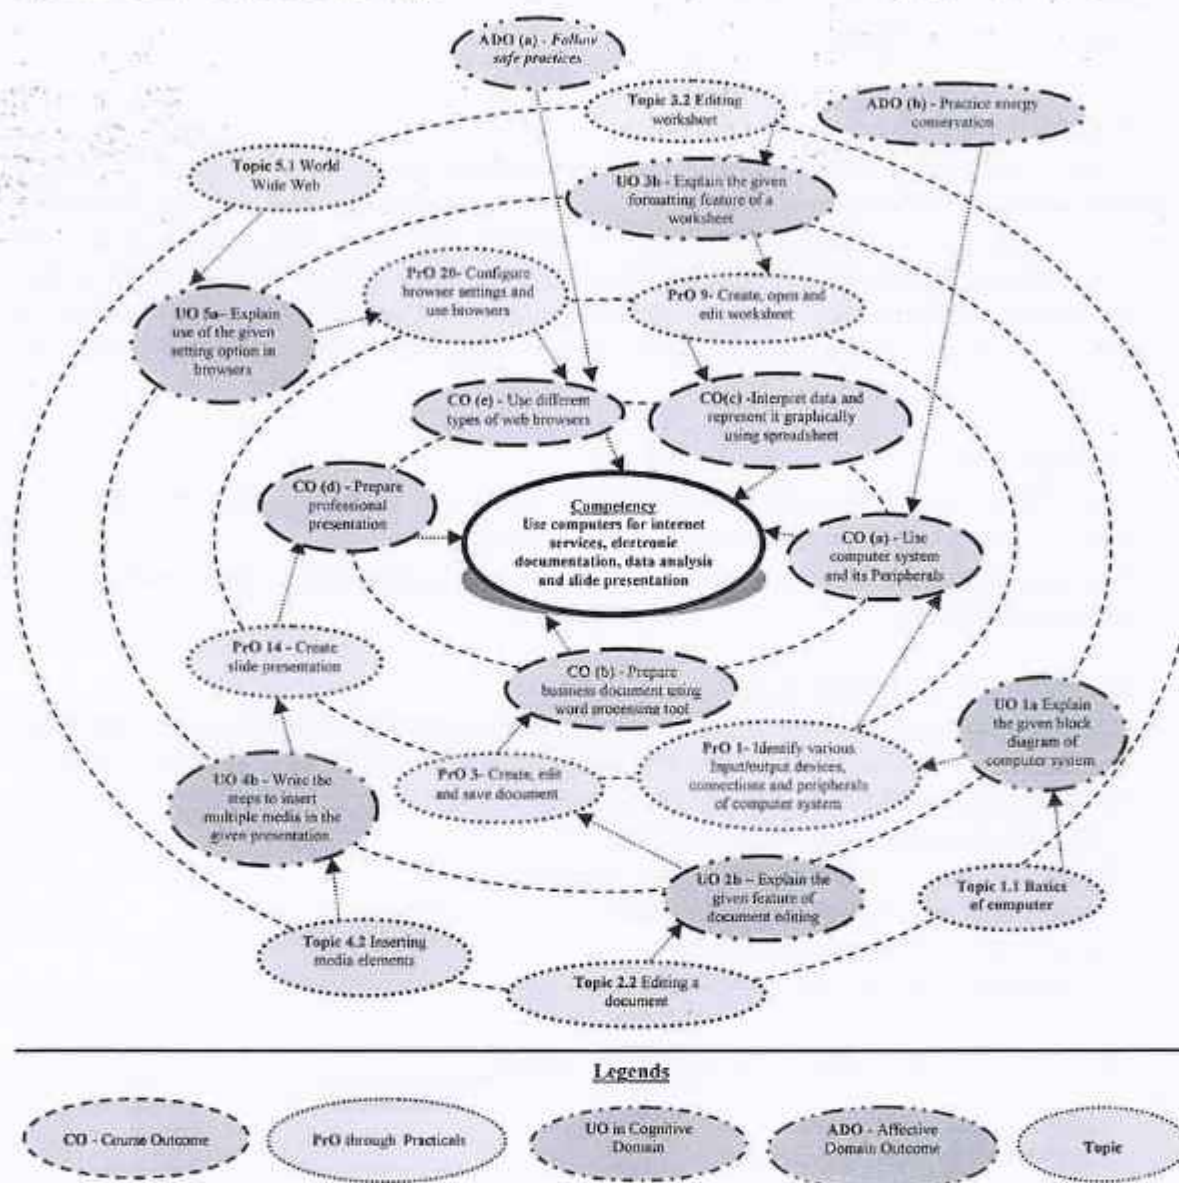 ADO (a) - Follow
safe practices
Topic 3.2 Editing
worksheet
ADO (b) - Practice energy
conservation
Topic 5.1 World
Wide Web
UO 3b - Explain the given
formatting feature of a
worksheet
PrO 20- Configure
browser settings and
use browsers
PrO 9- Create, open and
edit worksheet
UO 5a– Explain
use of the given
setting option in
browsers
CO (e) - Use different
types of web browsers
CO(c) -Interpret data and
represent it graphically
using spreadsheet
CO (d) - Prepare
professional
presentation
Competency
Use computers for internet
services, electronic
documentation, data analysis
and slide presentation
CO (a) - Use
computer system
and its Peripherals
PrO 14 - Create
slide presentation
CO (b) - Prepare
business document using
word processing tool
UO 1a Explain
the given block
diagram of
computer system
PrO 1- Identify various
Input/output devices,
connections and peripherals
of computer system
PrO 3- Create, edit
and save document
UO 4b - Write the
steps to insert
multiple media in the
given presentation
UO 2b – Explain the
given feature of
document editing
Topic 1.1 Basics
of computer
Topic 4.2 Inserting
media elements
Topic 2.2 Editing a
document
Legends
CO - Course Outcome
PrO through Practicals
UO in Cognitive
Domain
ADO - Affective
Domain Outcome
Topic